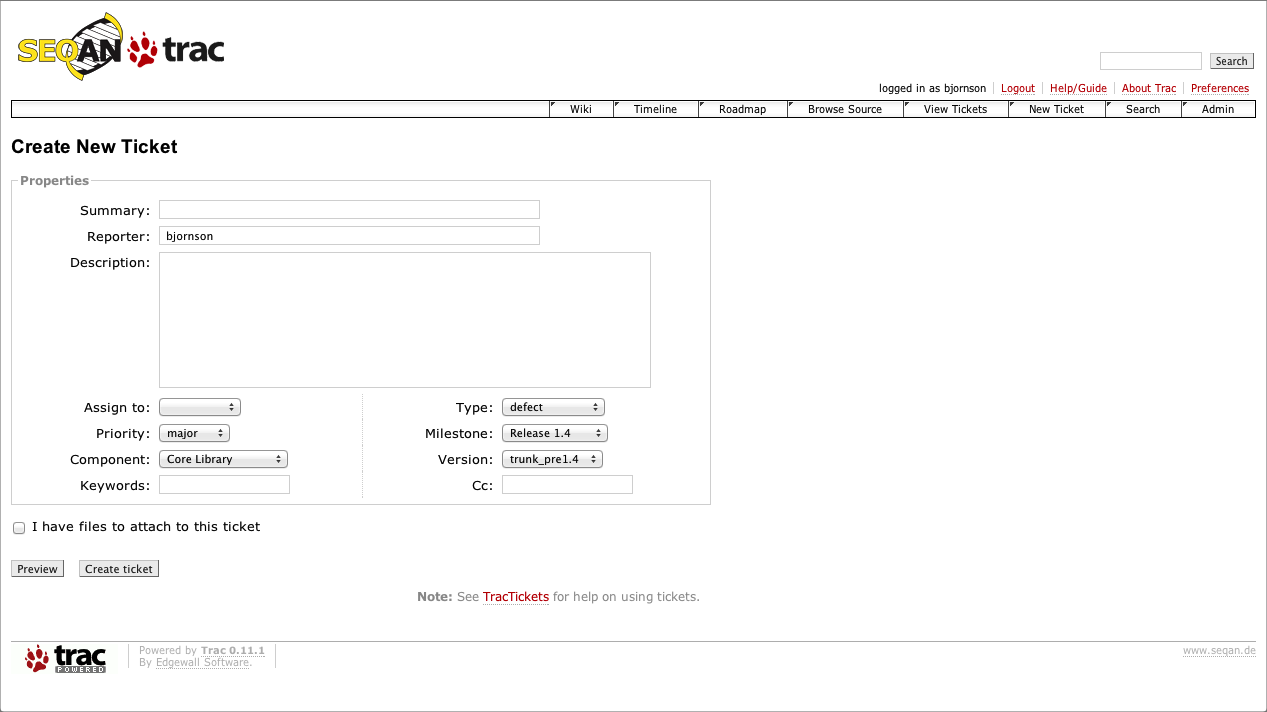 SEQAN trac
Search
logged in as bjornson Logout Help/Guide About Trac Preferences
Wiki Timeline Roadmap Browse Source View Tickets New Ticket Search Admin
Create New Ticket
Properties
Summary:
Reporter: bjornson
Description:
Assign to: Type: defect
Priority: major Milestone: Release 1.4
Component: Core Library Version: trunk_pre1.4
Keywords: Cc:
I have files to attach to this ticket
Preview Create ticket
Note: See TracTickets for help on using tickets.
trac POWERED
Powered by Trac 0.11.1
By Edgewall Software.
www.seqan.de